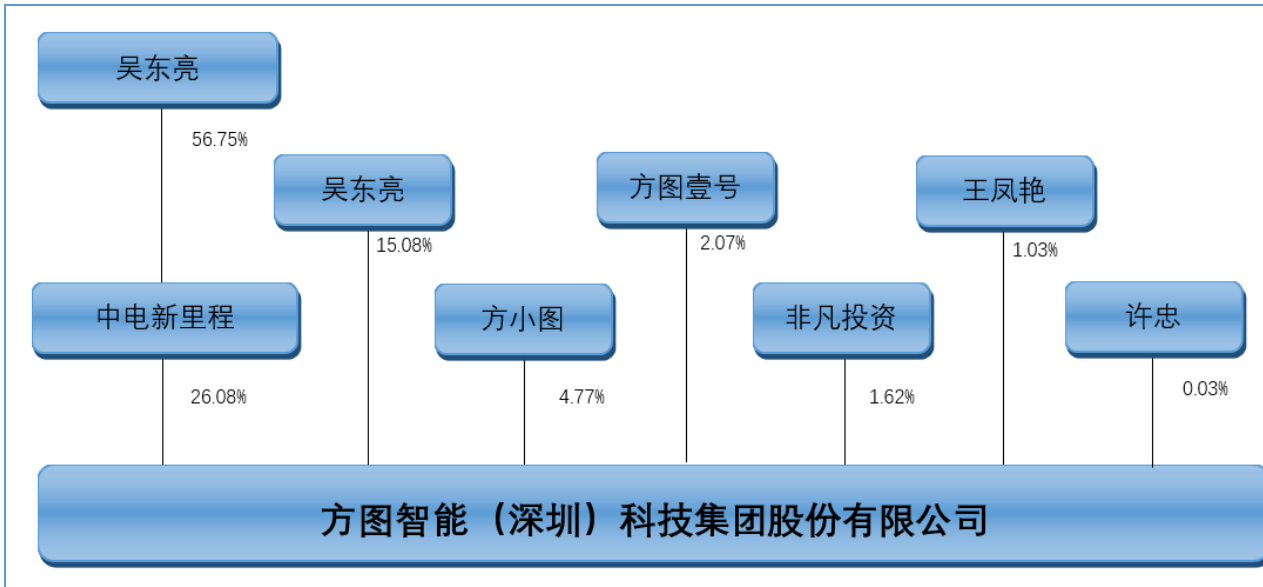 吴东亮
56.75%
吴东亮
方图壹号
王凤艳
15.08%
2.07%
1.03%
中电新里程
方小图
非凡投资
许忠
26.08%
4.77%
1.62%
0.03%
方图智能（深圳）科技集团股份有限公司